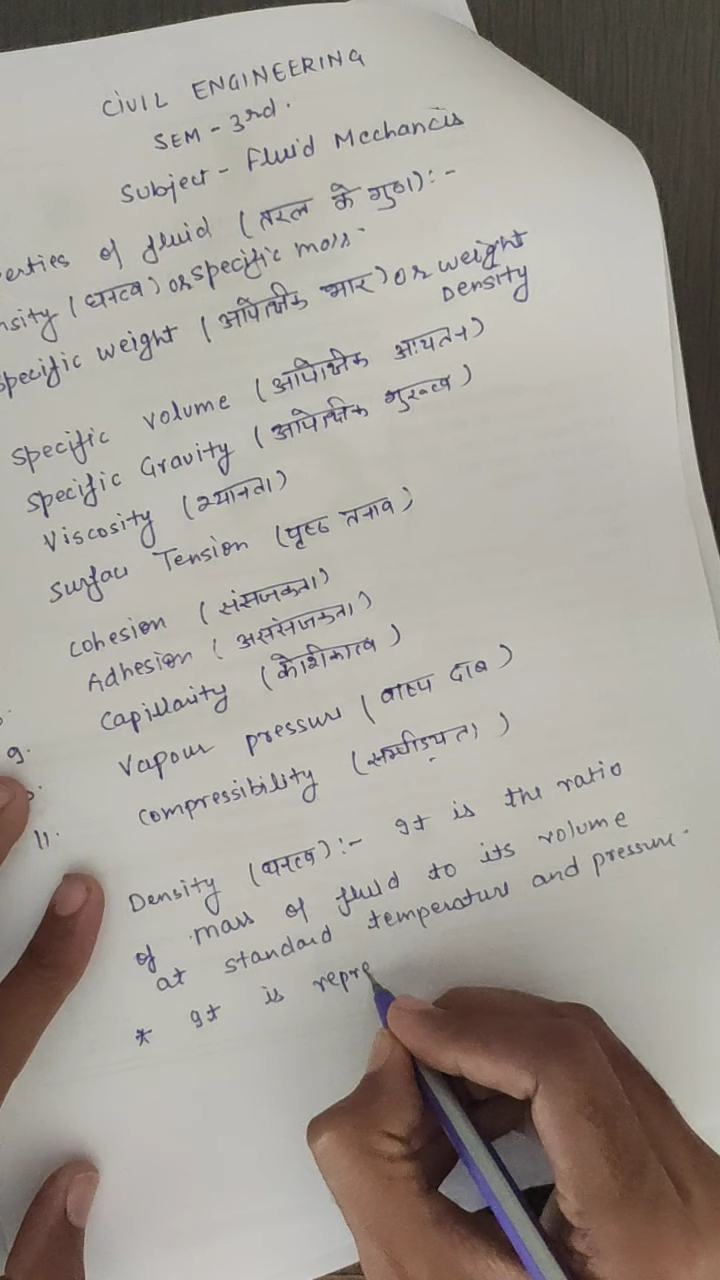 CIVIL ENGINEERING
SEM - 3rd.
Subject - Fluid Mechancis
erties of fluid (तरल के गुण) :-
nsity (घनत्व) or specific mass.
specific weight (आपेक्षिक भार) or weight
Density
specific volume (आपेक्षिक आयतन)
specific Gravity (आपेक्षिक गुरूत्व)
Viscosity (श्यानता)
Surface Tension (पृष्ठ तनाव)
Cohesion (संसंजकता)
Adhesion (अससंजकता)
9. Capillarity (केशिकात्व)
Vapour pressure (वाष्प दाब)
11. Compressibility (सम्पीड्यता)
Density (घनत्व) :- It is the ratio
of mass of fluid to its volume
at standard temperature and pressure.
* It is repre